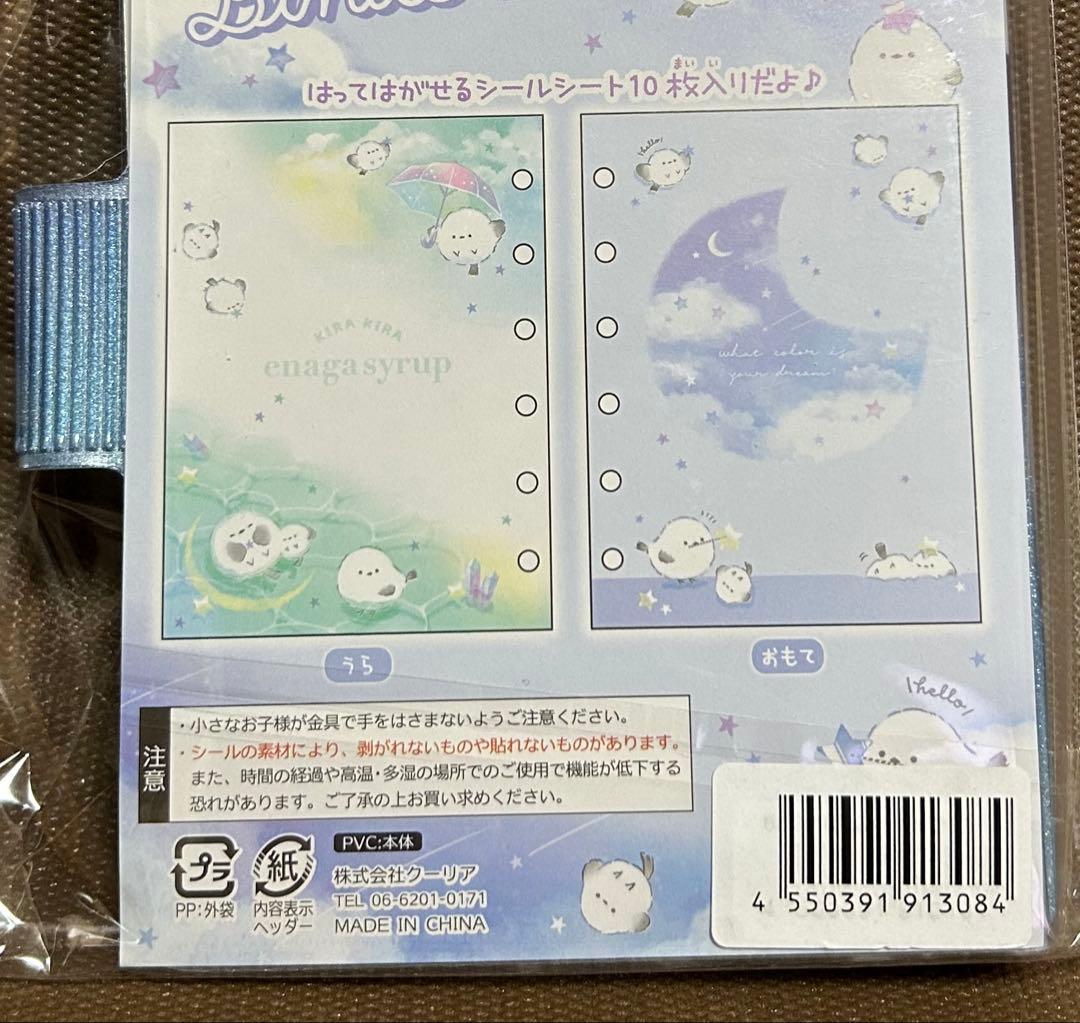 はってはがせるシールシート10枚入りだよ♪
まい い
hello!
KIRA KIRA
enaga syrup
what color is
your dream?
うら
おもて
hello!
注意
・小さなお子様が金具で手をはさまないようご注意ください。
・シールの素材により、剥がれないものや貼れないものがあります。
また、時間の経過や高温・多湿の場所でのご使用で機能が低下する
恐れがあります。ご了承の上お買い求めください。
プラ
PP:外袋
紙
内容表示
ヘッダー
PVC:本体
株式会社クーリア
TEL 06-6201-0171
MADE IN CHINA
4 550391 913084